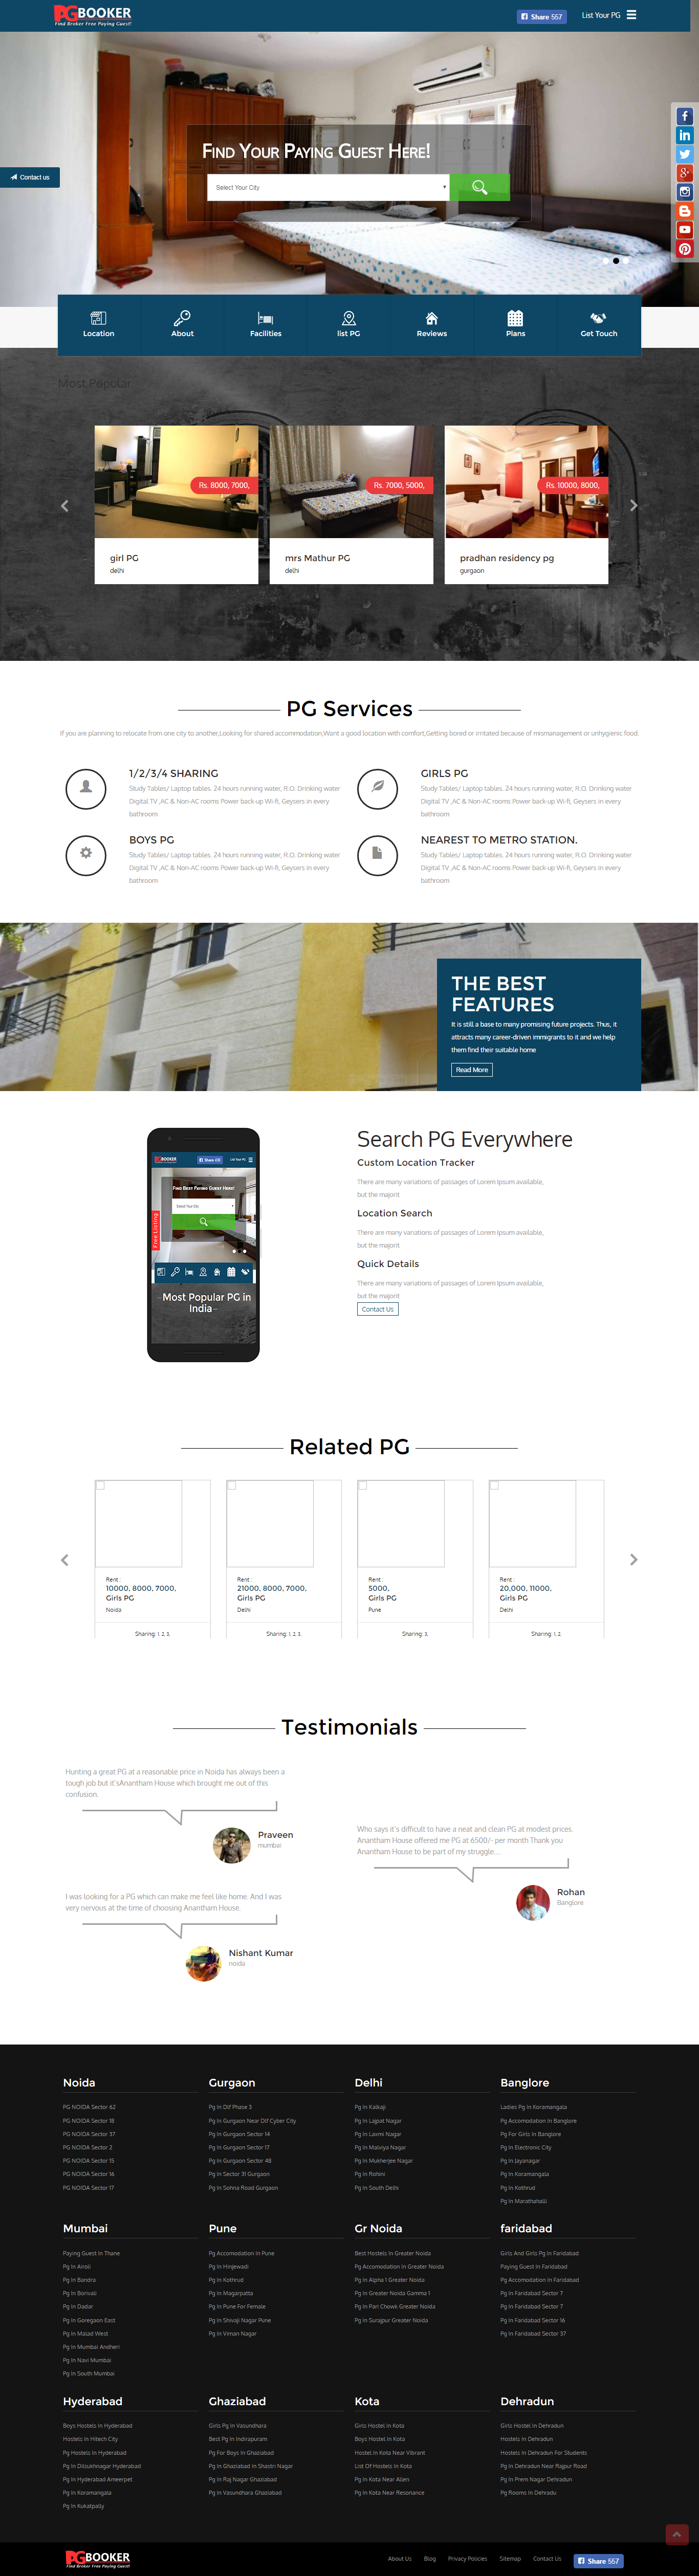 PGBOOKER
Find Broker Free Paying Guest!
Share 557
List Your PG
Find Your Paying Guest Here!
Select Your City
Contact us
Location
About
Facilities
list PG
Reviews
Plans
Get Touch
Most Popular
Rs. 8000, 7000,
girl PG
delhi
Rs. 7000, 5000,
mrs Mathur PG
delhi
Rs. 10000, 8000,
pradhan residency pg
gurgaon
PG Services
If you are planning to relocate from one city to another,Looking for shared accommodation,Want a good location with comfort,Getting bored or irritated because of mismanagement or unhygienic food.
1/2/3/4 SHARING
Study Tables/ Laptop tables. 24 hours running water, R.O. Drinking water
Digital TV ,AC & Non-AC rooms Power back-up Wi-fi, Geysers in every
bathroom
GIRLS PG
Study Tables/ Laptop tables. 24 hours running water, R.O. Drinking water
Digital TV ,AC & Non-AC rooms Power back-up Wi-fi, Geysers in every
bathroom
BOYS PG
Study Tables/ Laptop tables. 24 hours running water, R.O. Drinking water
Digital TV ,AC & Non-AC rooms Power back-up Wi-fi, Geysers in every
bathroom
NEAREST TO METRO STATION.
Study Tables/ Laptop tables. 24 hours running water, R.O. Drinking water
Digital TV ,AC & Non-AC rooms Power back-up Wi-fi, Geysers in every
bathroom
THE BEST
FEATURES
It is still a base to many promising future projects. Thus, it
attracts many career-driven immigrants to it and we help
them find their suitable home
Read More
PGBOOKER
List Your PG
Find Best Paying Guest Here!
Select Your City
Free Listing
Most Popular PG in
India
Search PG Everywhere
Custom Location Tracker
There are many variations of passages of Lorem Ipsum available,
but the majorit
Location Search
There are many variations of passages of Lorem Ipsum available,
but the majorit
Quick Details
There are many variations of passages of Lorem Ipsum available,
but the majorit
Contact Us
Related PG
Rent :
10000, 8000, 7000,
Girls PG
Noida
Sharing: 1, 2, 3,
Rent :
21000, 8000, 7000,
Girls PG
Delhi
Sharing: 1, 2, 3,
Rent :
5000,
Girls PG
Pune
Sharing: 3,
Rent :
20,000, 11000,
Girls PG
Delhi
Sharing: 1, 2,
Testimonials
Hunting a great PG at a reasonable price in Noida has always been a
tough job but it'sAnantham House which brought me out of this
confusion.
Praveen
mumbai
Who says it's difficult to have a neat and clean PG at modest prices.
Anantham House offered me PG at 6500/- per month Thank you
Anantham House to be part of my struggle...
Rohan
Banglore
I was looking for a PG which can make me feel like home. And I was
very nervous at the time of choosing Anantham House.
Nishant Kumar
noida
Noida
PG NOIDA Sector 62
PG NOIDA Sector 18
PG NOIDA Sector 37
PG NOIDA Sector 2
PG NOIDA Sector 15
PG NOIDA Sector 16
PG NOIDA Sector 17
Gurgaon
Pg In Dlf Phase 3
Pg In Gurgaon Near Dlf Cyber City
Pg In Gurgaon Sector 14
Pg In Gurgaon Sector 17
Pg In Gurgaon Sector 48
Pg In Sector 31 Gurgaon
Pg In Sohna Road Gurgaon
Delhi
Pg In Kalkaji
Pg In Lajpat Nagar
Pg In Laxmi Nagar
Pg In Malviya Nagar
Pg In Mukherjee Nagar
Pg In Rohini
Pg In South Delhi
Banglore
Ladies Pg In Koramangala
Pg Accomodation In Banglore
Pg For Girls In Banglore
Pg In Electronic City
Pg In Jayanagar
Pg In Koramangala
Pg In Kothrud
Pg In Marathahalli
Mumbai
Paying Guest In Thane
Pg In Airoli
Pg In Bandra
Pg In Borivali
Pg In Dadar
Pg In Goregaon East
Pg In Malad West
Pg In Mumbai Andheri
Pg In Navi Mumbai
Pg In South Mumbai
Pune
Pg Accomodation In Pune
Pg In Hinjewadi
Pg In Kothrud
Pg In Magarpatta
Pg In Pune For Female
Pg In Shivaji Nagar Pune
Pg In Viman Nagar
Gr Noida
Best Hostels In Greater Noida
Pg Accomodation In Greater Noida
Pg In Alpha 1 Greater Noida
Pg In Greater Noida Gamma 1
Pg In Pari Chowk Greater Noida
Pg In Surajpur Greater Noida
faridabad
Girls And Girls Pg In Faridabad
Paying Guest In Faridabad
Pg Accomodation In Faridabad
Pg In Faridabad Sector 7
Pg In Faridabad Sector 7
Pg In Faridabad Sector 16
Pg In Faridabad Sector 37
Hyderabad
Boys Hostels In Hyderabad
Hostels In Hitech City
Pg Hostels In Hyderabad
Pg In Dilsukhnagar Hyderabad
Pg In Hyderabad Ameerpet
Pg In Koramangala
Pg In Kukatpally
Ghaziabad
Girls Pg In Vasundhara
Best Pg In Indirapuram
Pg For Boys In Ghaziabad
Pg In Ghaziabad In Shastri Nagar
Pg In Raj Nagar Ghaziabad
Pg In Vasundhara Ghaziabad
Kota
Girls Hostel In Kota
Boys Hostel In Kota
Hostel In Kota Near Vibrant
List Of Hostels In Kota
Pg In Kota Near Allen
Pg In Kota Near Resonance
Dehradun
Girls Hostel In Dehradun
Hostels In Dehradun
Hostels In Dehradun For Students
Pg In Dehradun Near Rajpur Road
Pg In Prem Nagar Dehradun
Pg Rooms In Dehradu
PGBOOKER
Find Broker Free Paying Guest!
About Us
Blog
Privacy Policies
Sitemap
Contact Us
Share 557